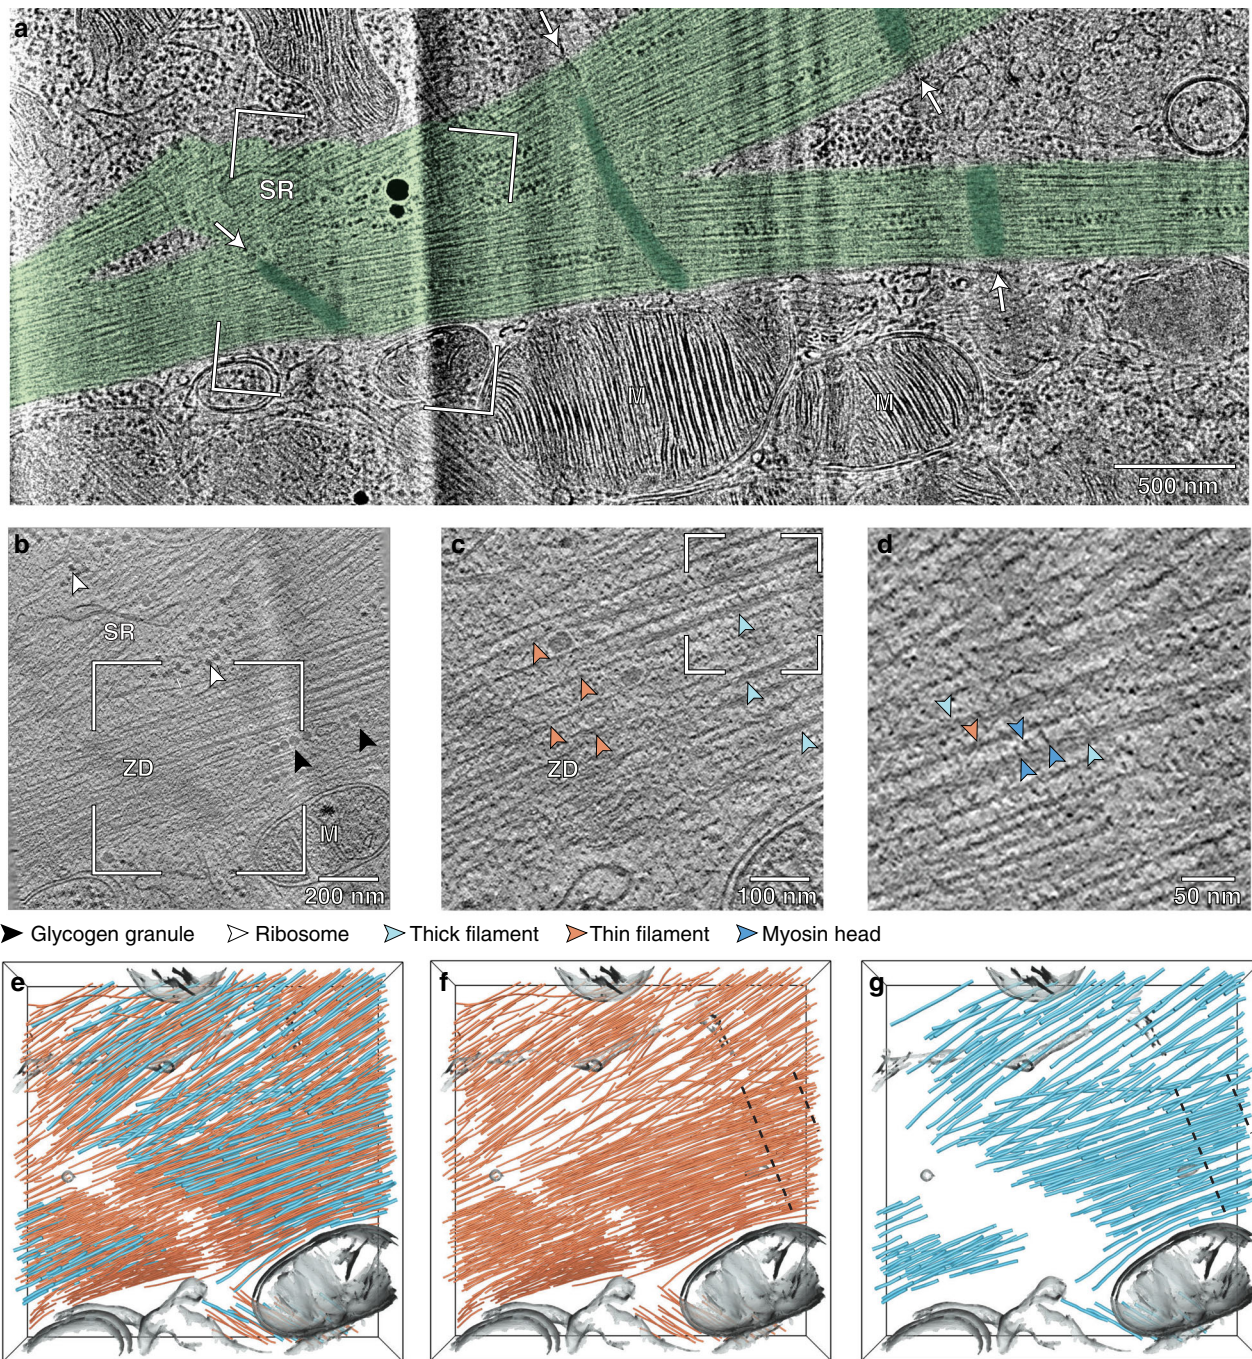 a
SR
M
M
500 nm
b
SR
ZD
M
200 nm
c
ZD
100 nm
d
50 nm
Glycogen granule
Ribosome
Thick filament
Thin filament
Myosin head
e
f
g